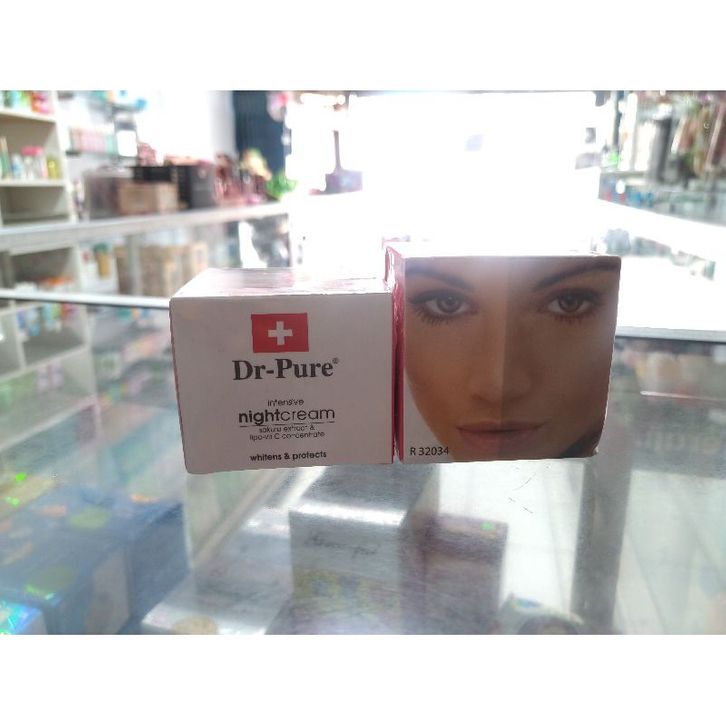 Dr-Pure®
intensive
nightcream
sakura extract &
lipo-vit C concentrate
whitens & protects
R 32034